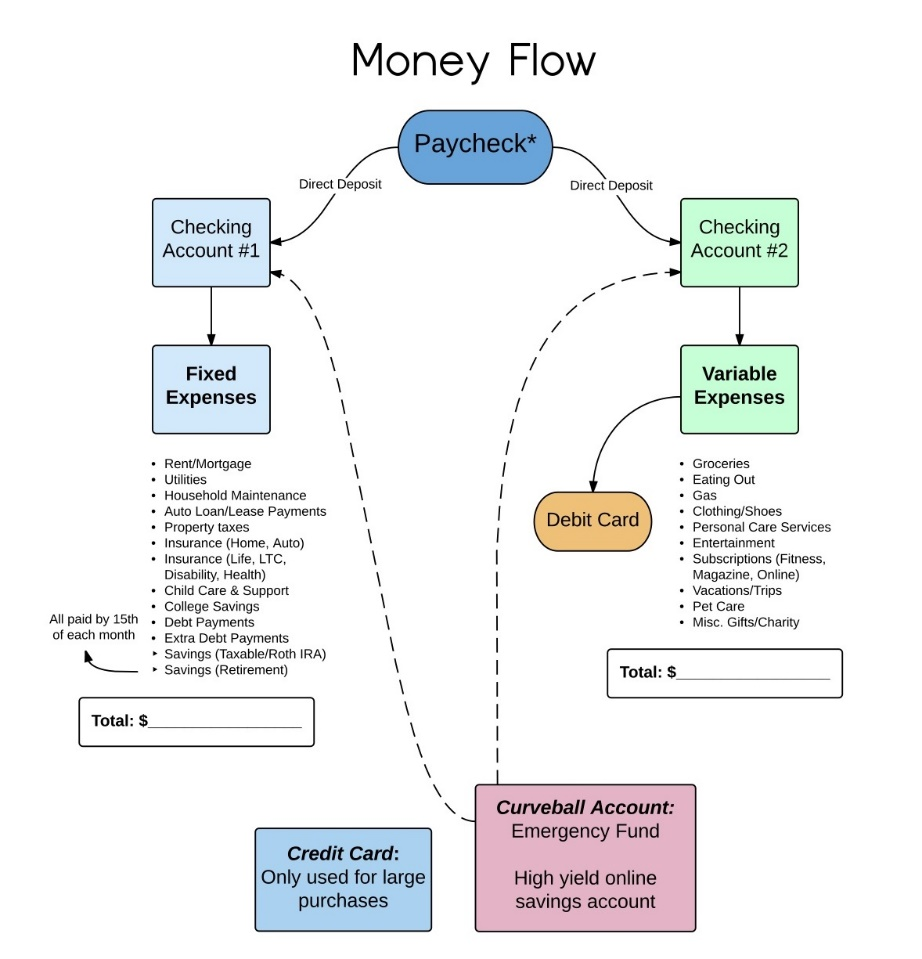 Money Flow
Paycheck*
Direct Deposit
Direct Deposit
Checking
Account #1
Checking
Account #2
Fixed
Expenses
Variable
Expenses
• Rent/Mortgage
• Utilities
• Household Maintenance
• Auto Loan/Lease Payments
• Property taxes
• Insurance (Home, Auto)
• Insurance (Life, LTC,
Disability, Health)
• Child Care & Support
• College Savings
• Debt Payments
• Extra Debt Payments
‣ Savings (Taxable/Roth IRA)
‣ Savings (Retirement)
All paid by 15th
of each month
Total: $__________________
Debit Card
• Groceries
• Eating Out
• Gas
• Clothing/Shoes
• Personal Care Services
• Entertainment
• Subscriptions (Fitness,
Magazine, Online)
• Vacations/Trips
• Pet Care
• Misc. Gifts/Charity
Total: $__________________
Credit Card:
Only used for large
purchases
Curveball Account:
Emergency Fund
High yield online
savings account